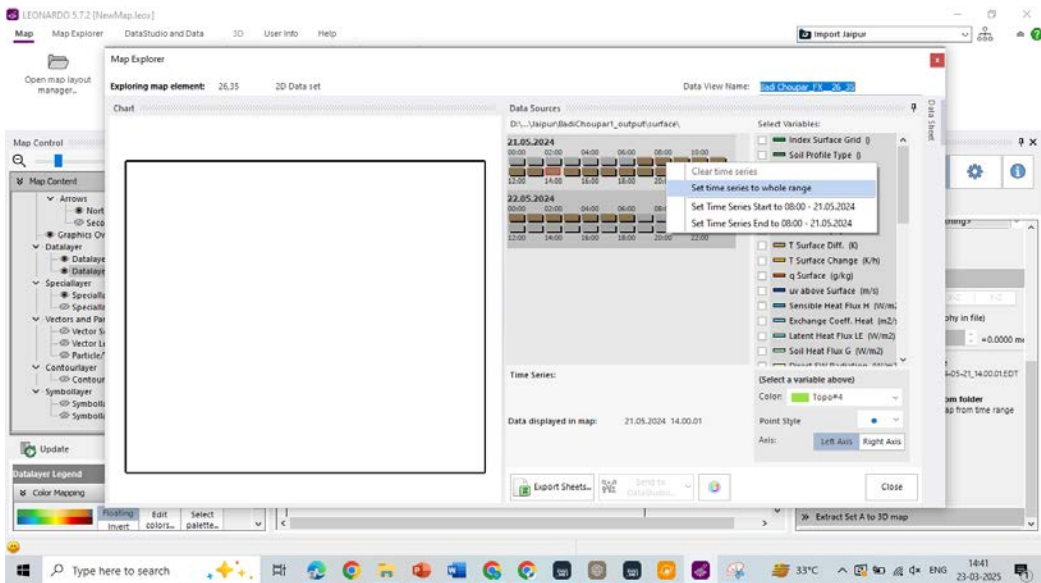 LEONARDO 5.7.2 [NewMap.leox]
Map Map Explorer DataStudio and Data 3D User Info Help
Import Jaipur
Open map layout
manager...
Map Explorer
Exploring map element: 26,35 2D Data set
Data View Name: Badi Choupar_FX__26_35
Chart
Data Sources
Data Sheet
D:\...\Jaipur\BadiChoupar1_output\surface\,
21.05.2024
00:00 02:00 04:00 06:00 08:00 10:00
12:00 14:00 16:00 18:00
22.05.2024
00:00 02:00 04:00 06:00
12:00 14:00 16:00 18:00 20:00 22:00
Select Variables:
Index Surface Grid ()
Soil Profile Type ()
Clear time series
Set time series to whole range
Set Time Series Start to 08:00 - 21.05.2024
Set Time Series End to 08:00 - 21.05.2024
T Surface Diff. (K)
T Surface Change (K/h)
q Surface (g/kg)
uv above Surface (m/s)
Sensible Heat Flux H (W/m2
Exchange Coeff. Heat (m2/s
Latent Heat Flux LE (W/m2)
Soil Heat Flux G (W/m2)
Time Series:
Data displayed in map: 21.05.2024 14.00.01
(Select a variable above)
Color: Topo#4
Point Style
Axis: Left Axis Right Axis
Export Sheets...
Send to
DataStudio...
Close
Map Control
Map Content
Arrows
Nort
Seco
Graphics Ov
Datalayer
Datalaye
Datalaye
Speciallayer
Specialla
Specialla
Vectors and Par
Vector S
Vector L
Particle/
Contourlayer
Contour
Symbollayer
Symbolla
Symbolla
Update
Datalayer Legend
Color Mapping
Floating
Invert
Edit
colors...
Select
palette...
phy in file)
=0.0000 me
4-05-21_14.00.01.EDT
om folder
ap from time range
Extract Set A to 3D map
Type here to search
33°C ENG
14:41
23-03-2025